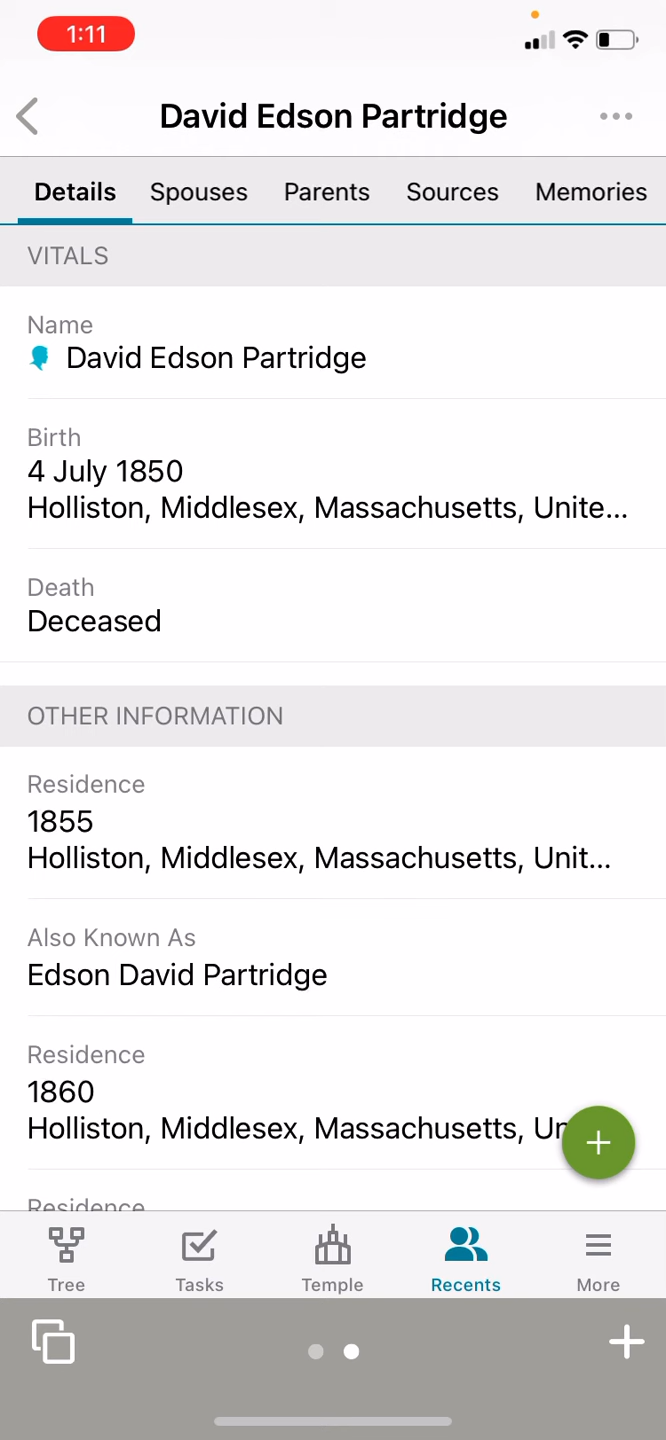 1:11
David Edson Partridge
Details Spouses Parents Sources Memories
VITALS
Name
David Edson Partridge
Birth
4 July 1850
Holliston, Middlesex, Massachusetts, Unite...
Death
Deceased
OTHER INFORMATION
Residence
1855
Holliston, Middlesex, Massachusetts, Unit...
Also Known As
Edson David Partridge
Residence
1860
Holliston, Middlesex, Massachusetts, Un
Residence
Tree Tasks Temple Recents More